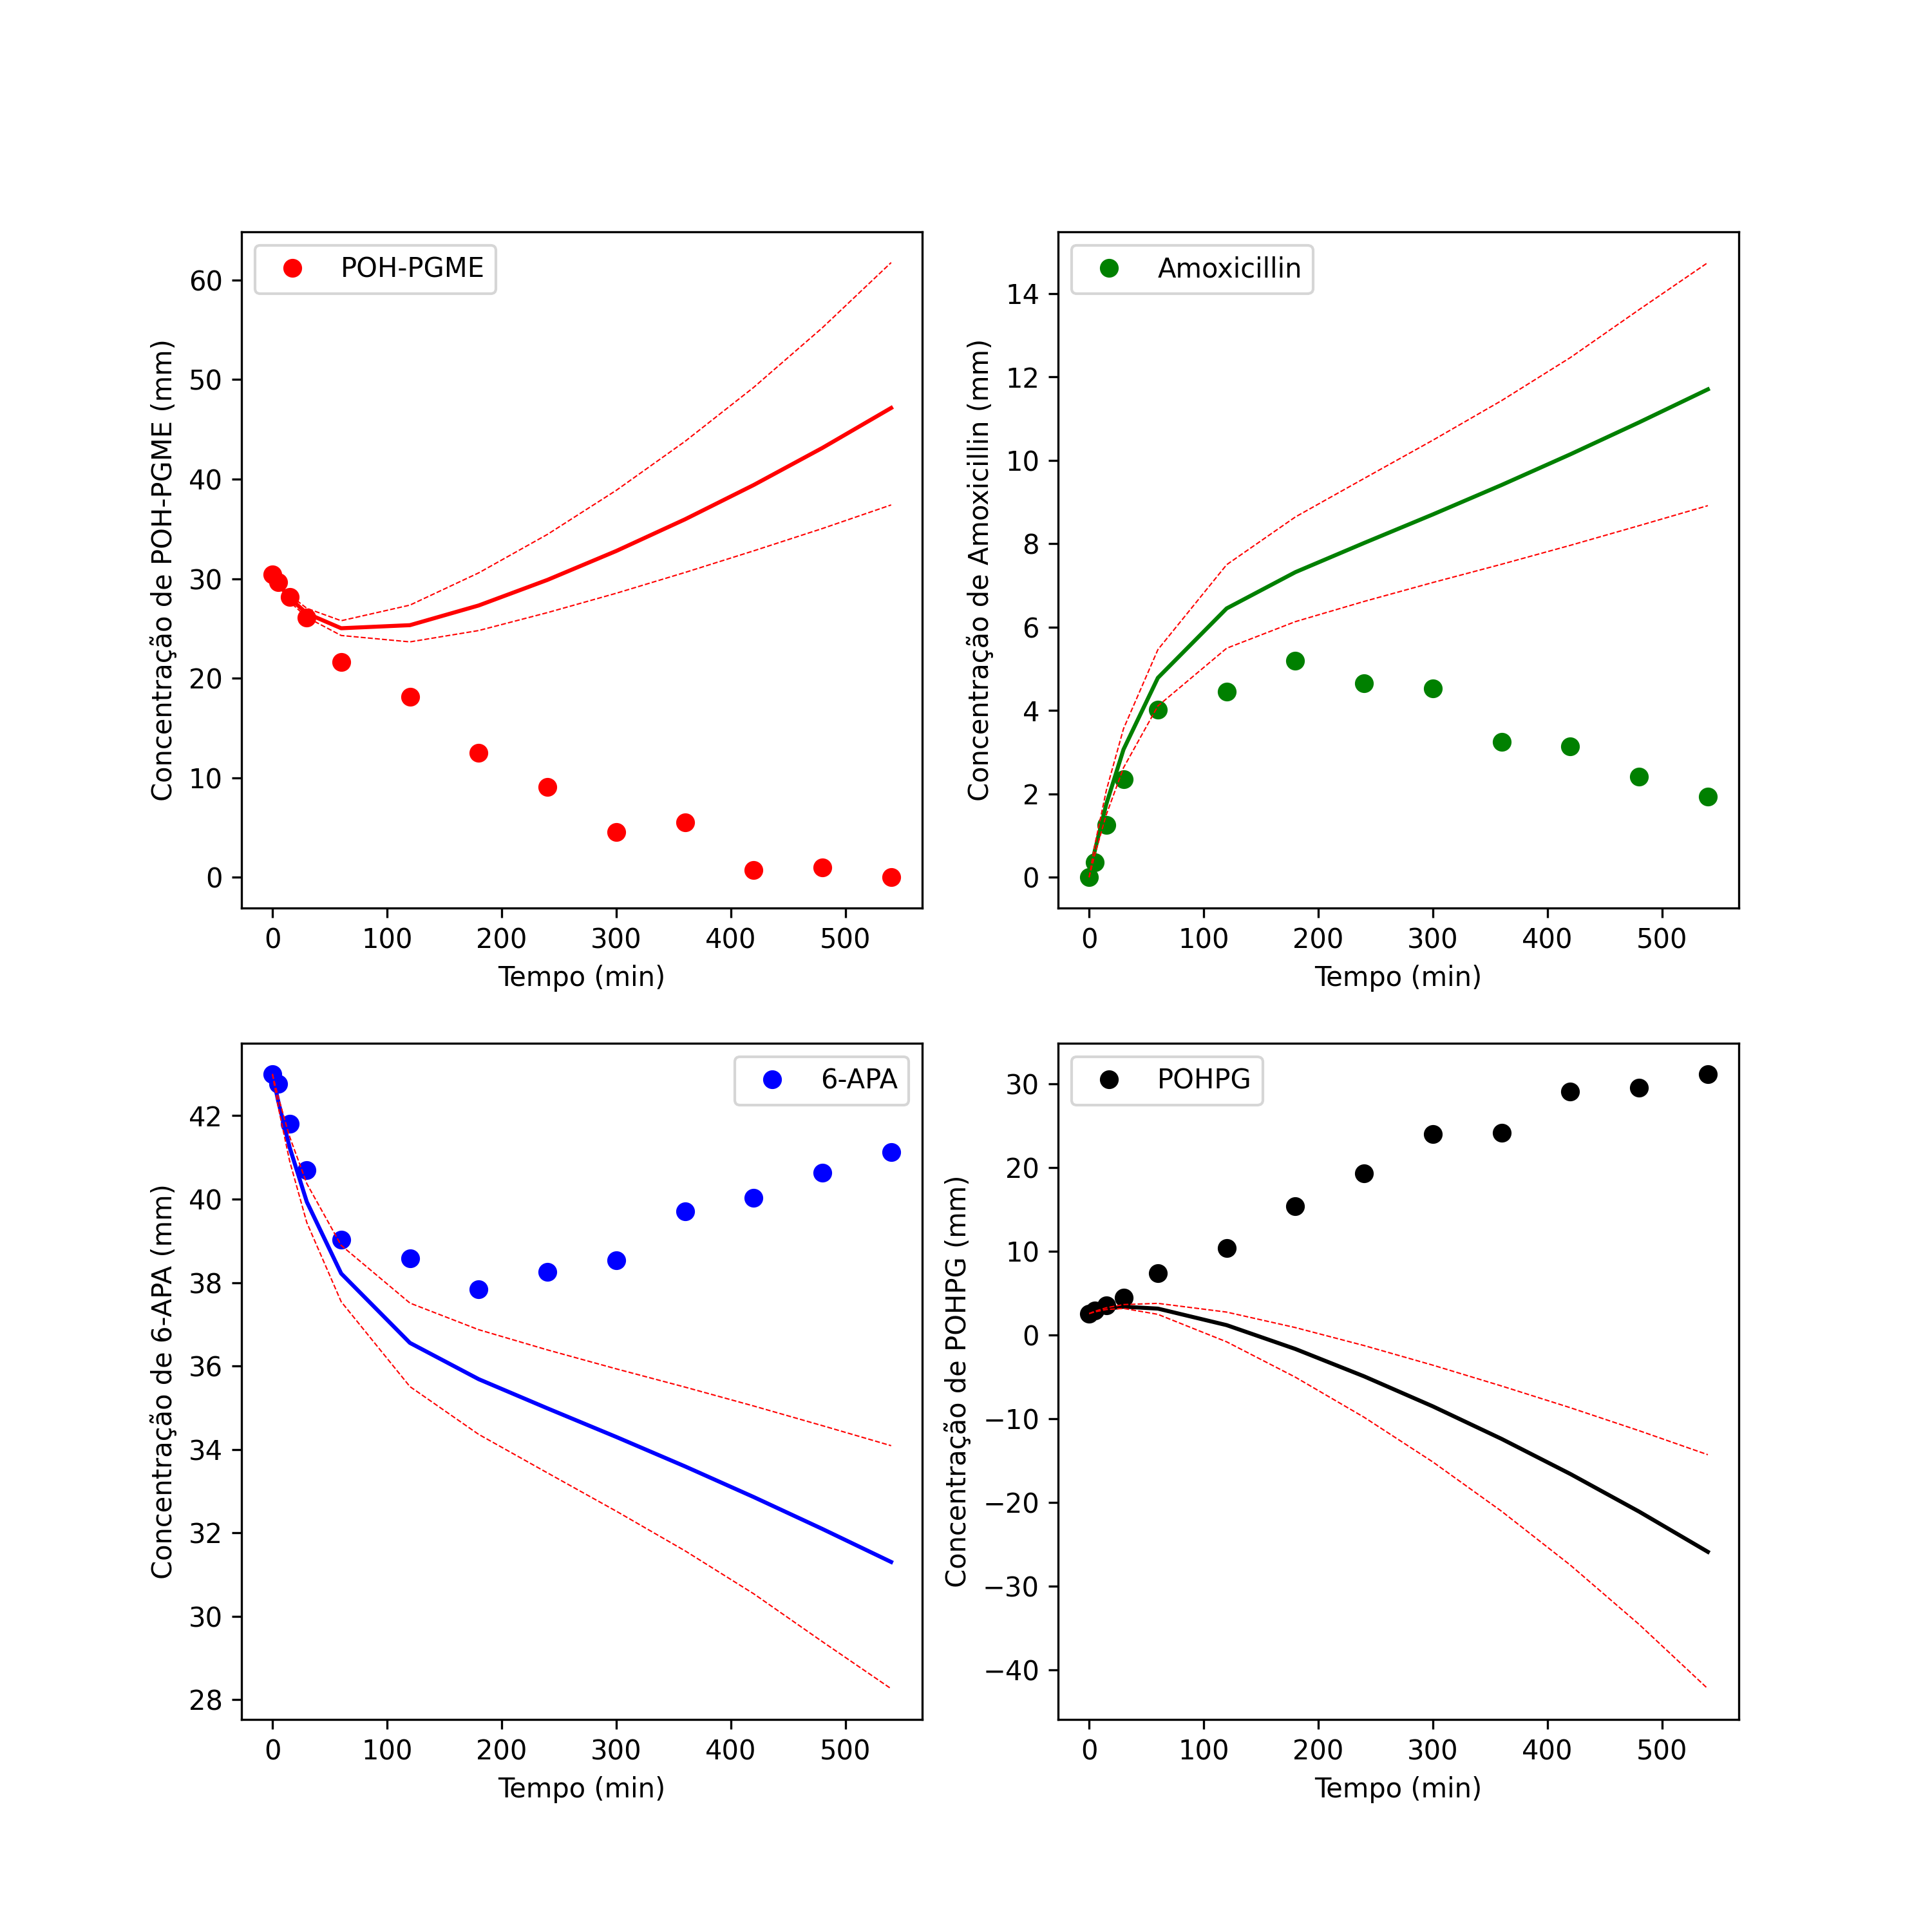 POH-PGME
60
50
40
30
20
10
0
Concentração de POH-PGME (mm)
0 100 200 300 400 500
Tempo (min)
Amoxicillin
14
12
10
8
6
4
2
0
Concentração de Amoxicillin (mm)
0 100 200 300 400 500
Tempo (min)
6-APA
42
40
38
36
34
32
30
28
Concentração de 6-APA (mm)
0 100 200 300 400 500
Tempo (min)
POHPG
30
20
10
0
−10
−20
−30
−40
Concentração de POHPG (mm)
0 100 200 300 400 500
Tempo (min)